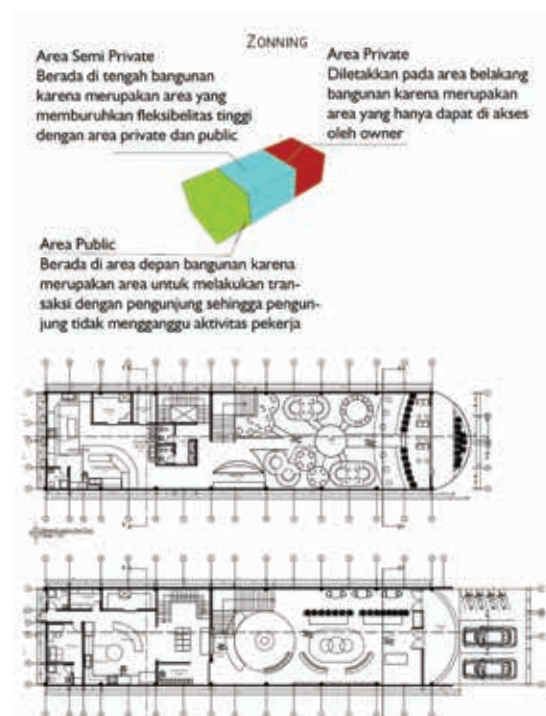 ZONNING
Area Semi Private
Berada di tengah bangunan
karena merupakan area yang
memburuhkan fleksibelitas tinggi
dengan area private dan public
Area Private
Diletakkan pada area belakang
bangunan karena merupakan
area yang hanya dapat di akses
oleh owner
Area Public
Berada di area depan bangunan karena
merupakan area untuk melakukan tran-
saksi dengan pengunjung sehingga pengun-
jung tidak mengganggu aktivitas pekerja